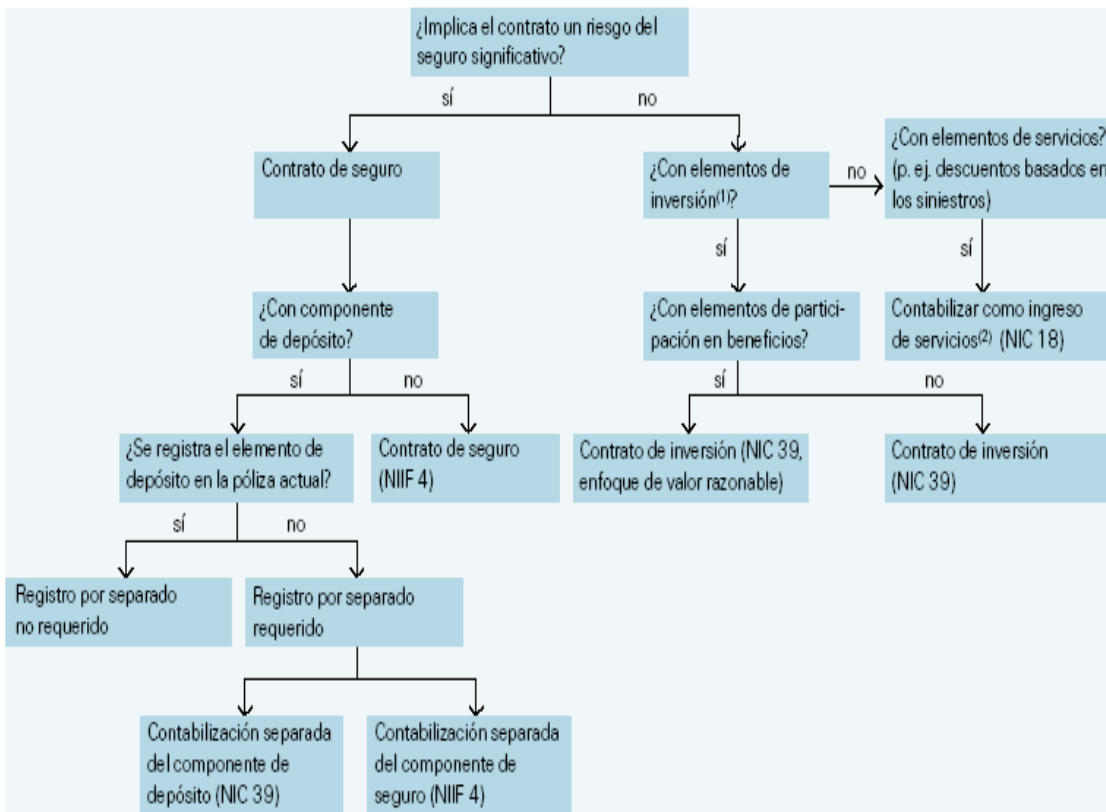 ¿Implica el contrato un riesgo del
seguro significativo?
sí
no
Contrato de seguro
¿Con elementos de
inversión(1)?
no
¿Con elementos de servicios?
(p. ej. descuentos basados en
los siniestros)
sí
sí
¿Con componente
de depósito?
¿Con elementos de partici-
pación en beneficios?
Contabilizar como ingreso
de servicios(2) (NIC 18)
sí
no
sí
no
¿Se registra el elemento de
depósito en la póliza actual?
Contrato de seguro
(NIIF 4)
Contrato de inversión (NIC 39,
enfoque de valor razonable)
Contrato de inversión
(NIC 39)
sí
no
Registro por separado
no requerido
Registro por separado
requerido
Contabilización separada
del componente de
depósito (NIC 39)
Contabilización separada
del componente de
seguro (NIIF 4)